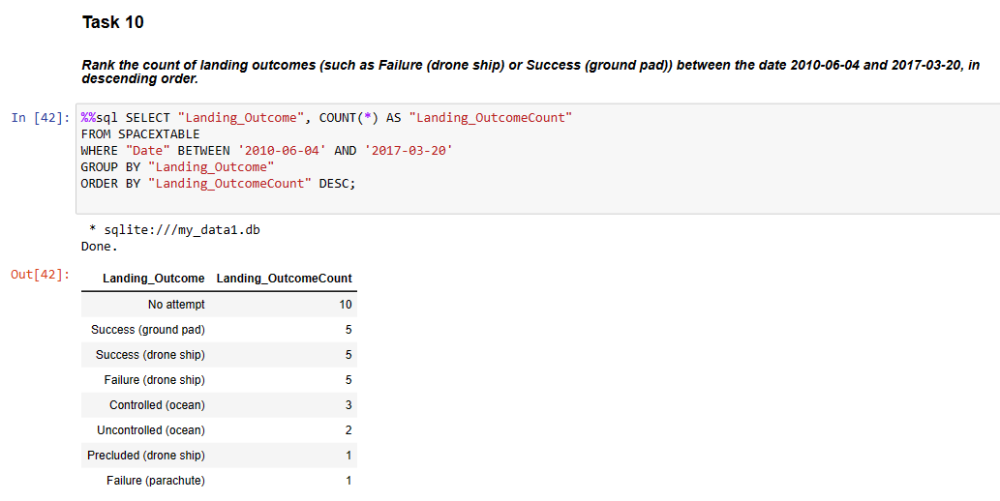 Task 10
Rank the count of landing outcomes (such as Failure (drone ship) or Success (ground pad)) between the date 2010-06-04 and 2017-03-20, in
descending order.
In [42]: %%sql SELECT "Landing_Outcome", COUNT(*) AS "Landing_OutcomeCount"
FROM SPACEXTABLE
WHERE "Date" BETWEEN '2010-06-04' AND '2017-03-20'
GROUP BY "Landing_Outcome"
ORDER BY "Landing_OutcomeCount" DESC;
* sqlite:///my_data1.db
Done.
Out[42]: Landing_Outcome Landing_OutcomeCount
No attempt 10
Success (ground pad) 5
Success (drone ship) 5
Failure (drone ship) 5
Controlled (ocean) 3
Uncontrolled (ocean) 2
Precluded (drone ship) 1
Failure (parachute) 1